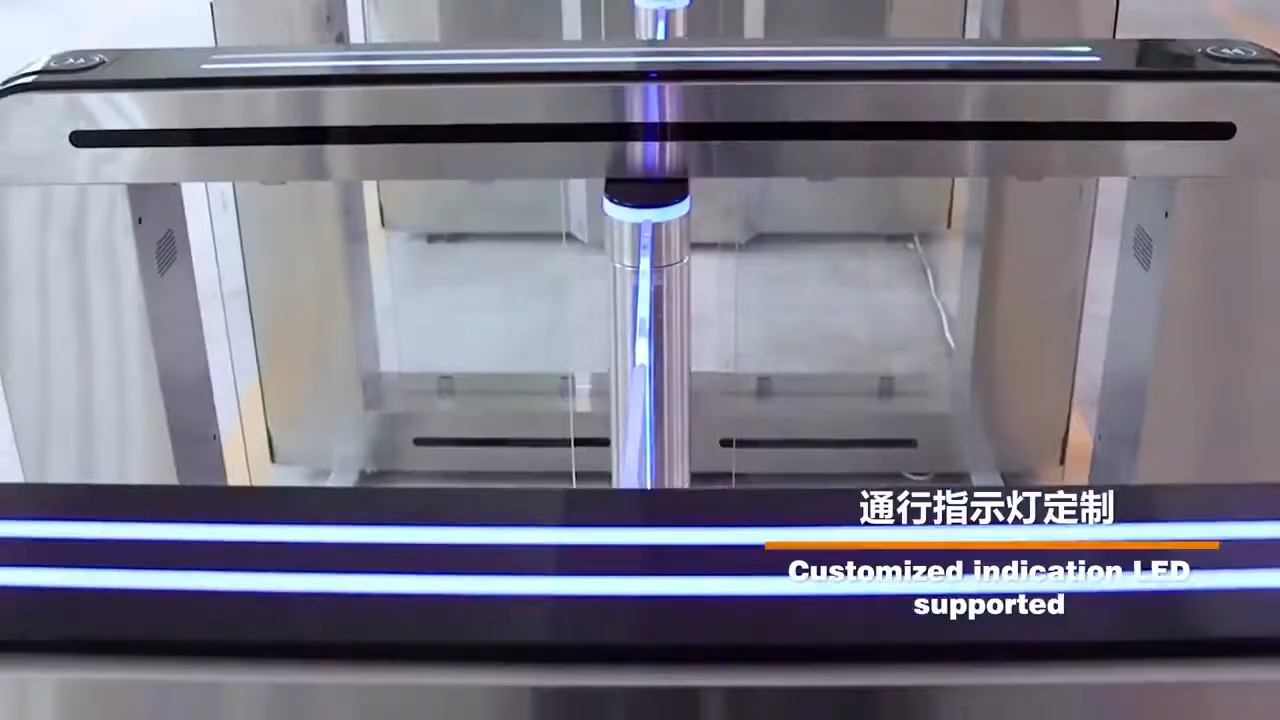 通行指示灯定制
Customized indication LED
supported